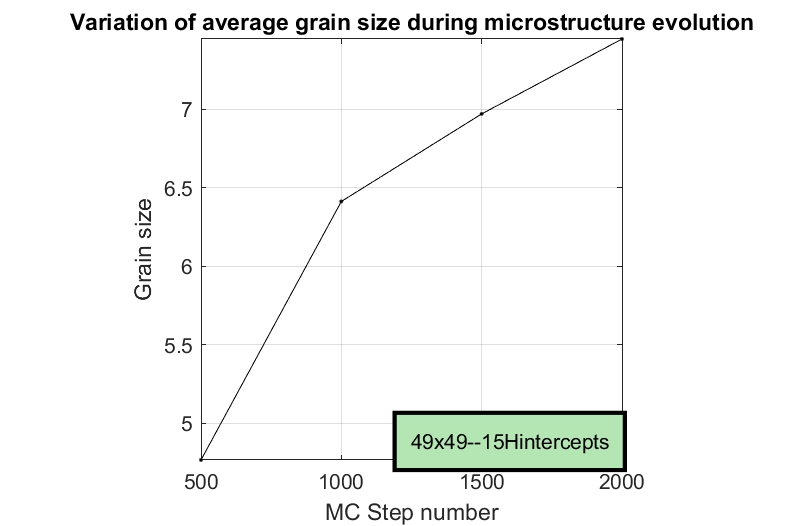 Variation of average grain size during microstructure evolution
7
6.5
6
5.5
5
Grain size
49x49--15Hintercepts
500 1000 1500 2000
MC Step number